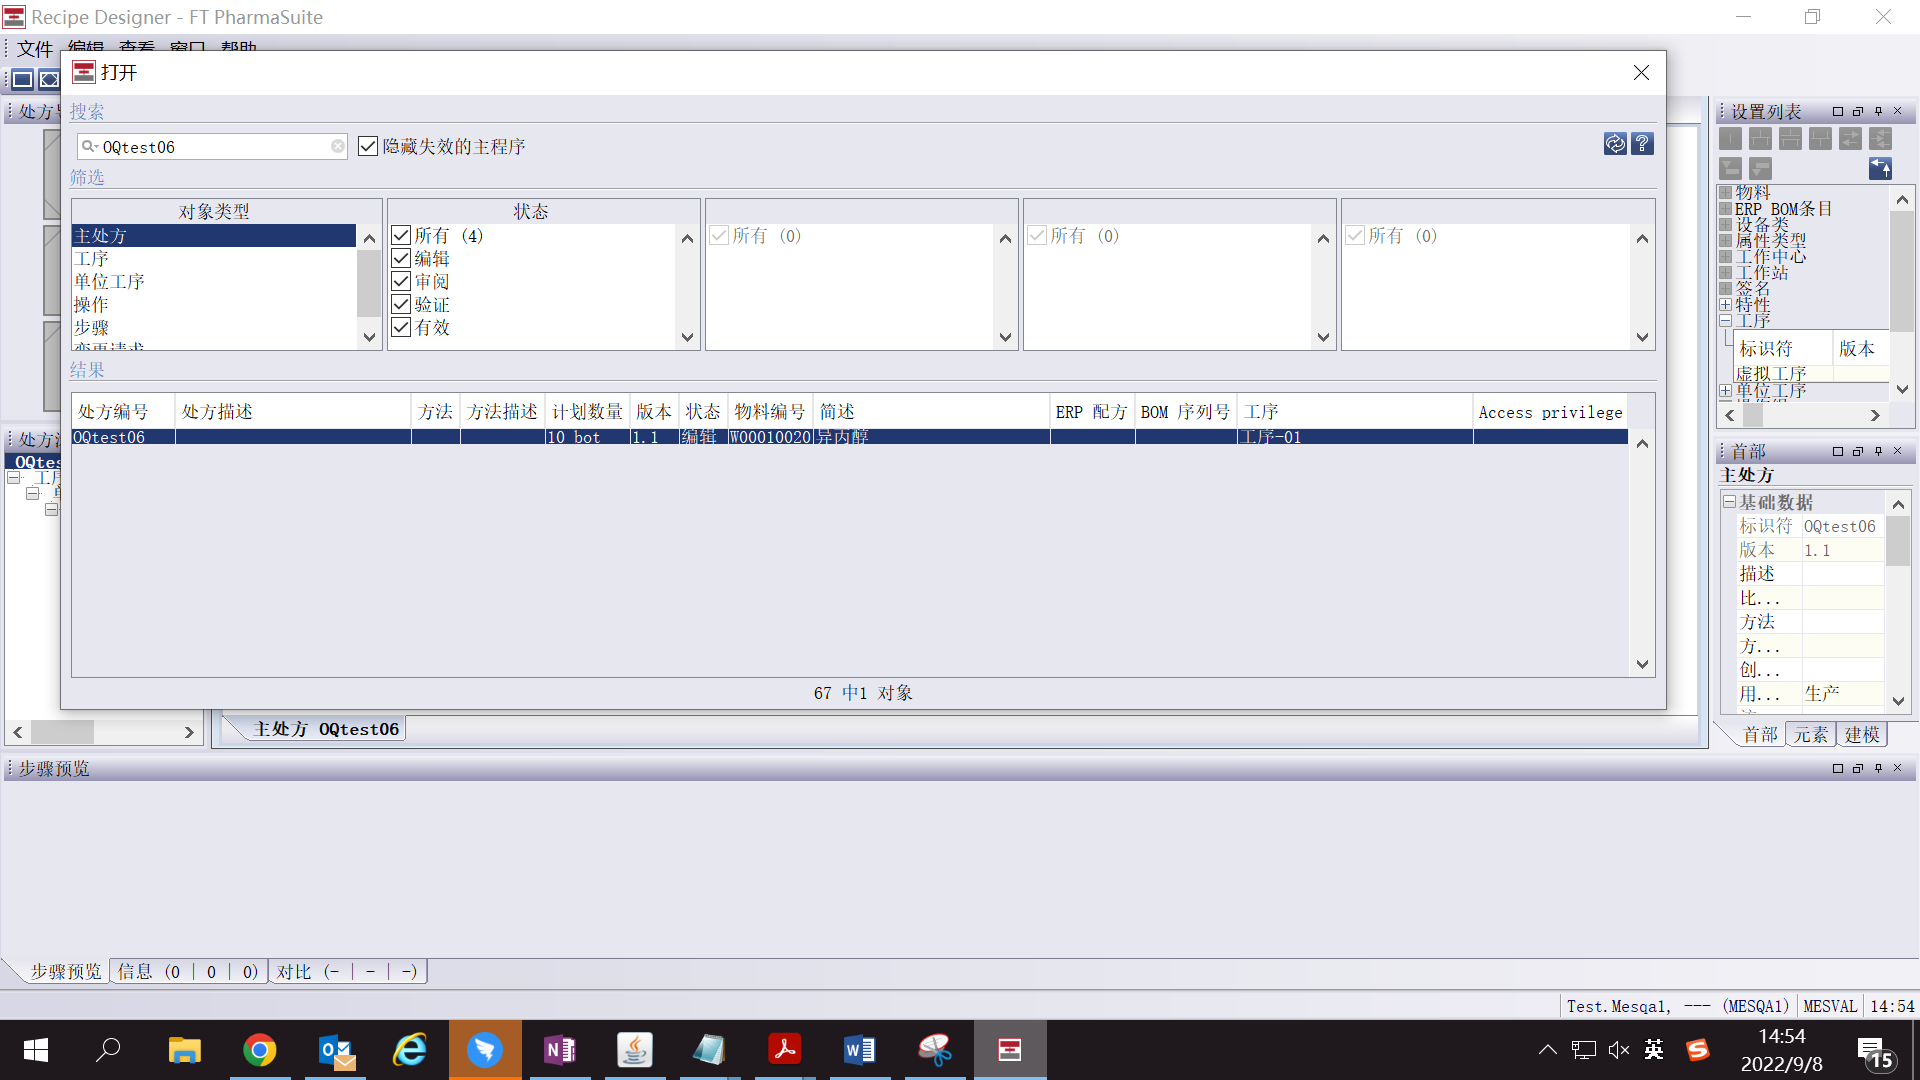 Recipe Designer - FT PharmaSuite
文件 编辑 查看 窗口 帮助
打开
搜索
OQtest06
隐藏失效的主程序
筛选
对象类型
主处方
工序
单位工序
操作
步骤
变更请求
状态
所有 (4)
编辑
审阅
验证
有效
所有 (0)
所有 (0)
所有 (0)
结果
处方编号 处方描述 方法 方法描述 计划数量 版本 状态 物料编号 简述 ERP 配方 BOM 序列号 工序 Access privilege
OQtest06 10 bot 1.1 编辑 W00010020 异丙醇 工序-01
67 中1 对象
处方
处方
OQtes
工序
主处方 OQtest06
设置列表
物料
ERP BOM条目
设备类
属性类型
工作中心
工作站
签名
特性
工序
标识符 版本
虚拟工序
单位工序
首部
主处方
基础数据
标识符 OQtest06
版本 1.1
描述
比...
方法
方...
创...
用... 生产
首部 元素 建模
步骤预览
步骤预览 信息 (0 | 0 | 0) 对比 (- | - | -)
Test.Mesqa1, --- (MESQA1) MESVAL 14:54
英
14:54
2022/9/8
15